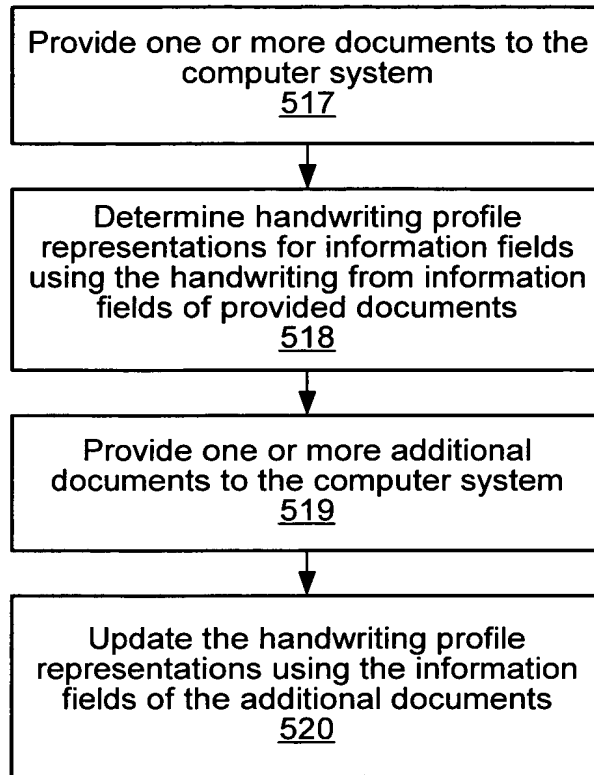 Provide one or more documents to the
computer system
517
Determine handwriting profile
representations for information fields
using the handwriting from information
fields of provided documents
518
Provide one or more additional
documents to the computer system
519
Update the handwriting profile
representations using the information
fields of the additional documents
520